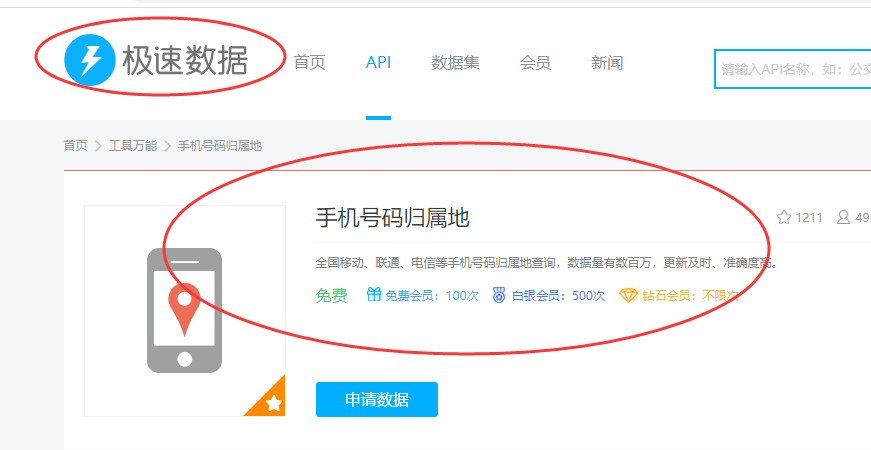 极速数据
首页 API 数据集 会员 新闻
请输入API名称，如：公交
首页 > 工具万能 > 手机号码归属地
手机号码归属地
1211
全国移动、联通、电信等手机号码归属地查询，数据量有数百万，更新及时、准确度高。
免费 免费会员：100次 白银会员：500次 钻石会员：不限次
申请数据